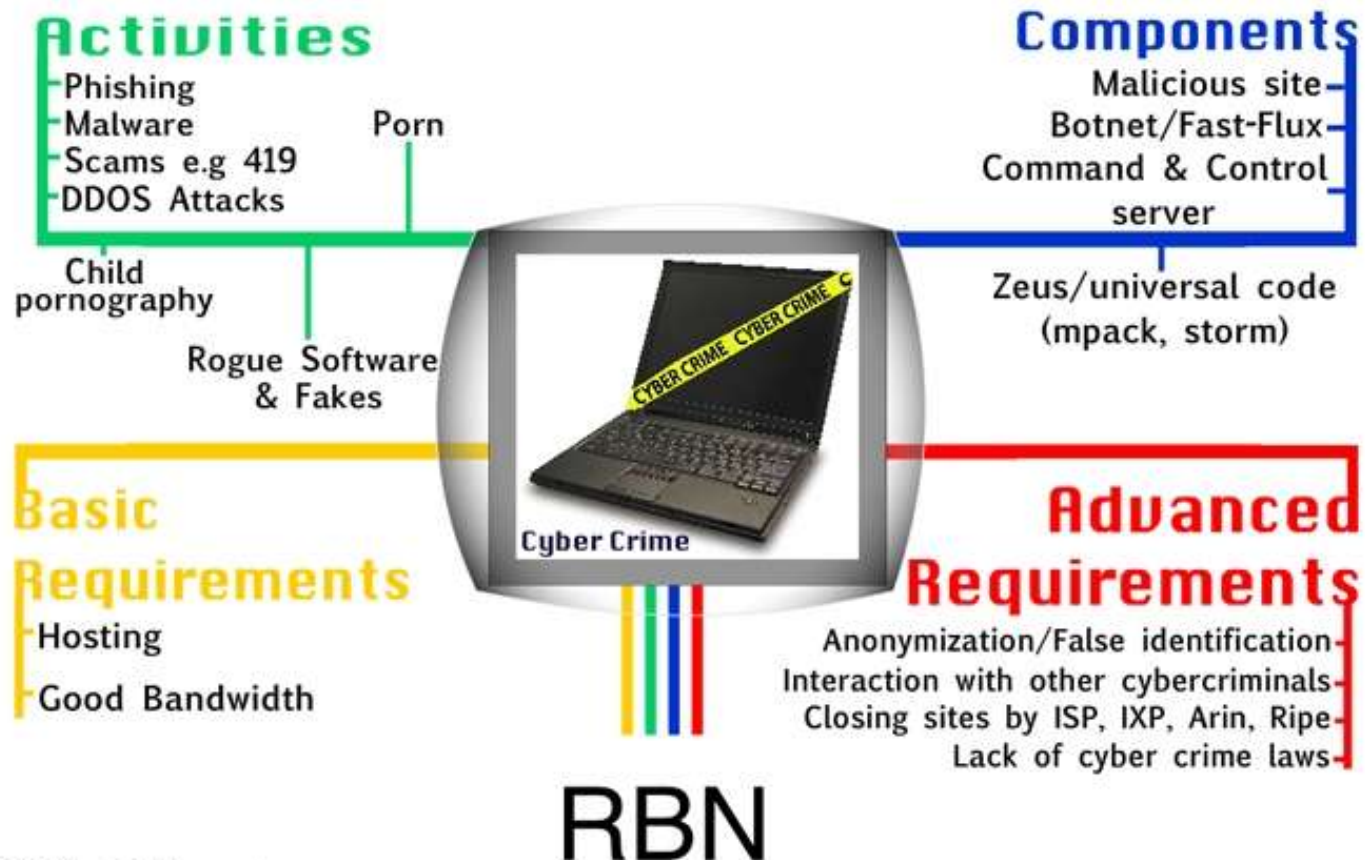 Activities
Phishing
Malware
Scams e.g 419
DDOS Attacks
Porn
Child
pornography
Rogue Software
& Fakes
Components
Malicious site
Botnet/Fast-Flux
Command & Control
server
Zeus/universal code
(mpack, storm)
CYBER CRIME CYBER CRIME C
Cyber Crime
Basic
Requirements
Hosting
Good Bandwidth
Advanced
Requirements
Anonymization/False identification
Interaction with other cybercriminals
Closing sites by ISP, IXP, Arin, Ripe
Lack of cyber crime laws
RBN